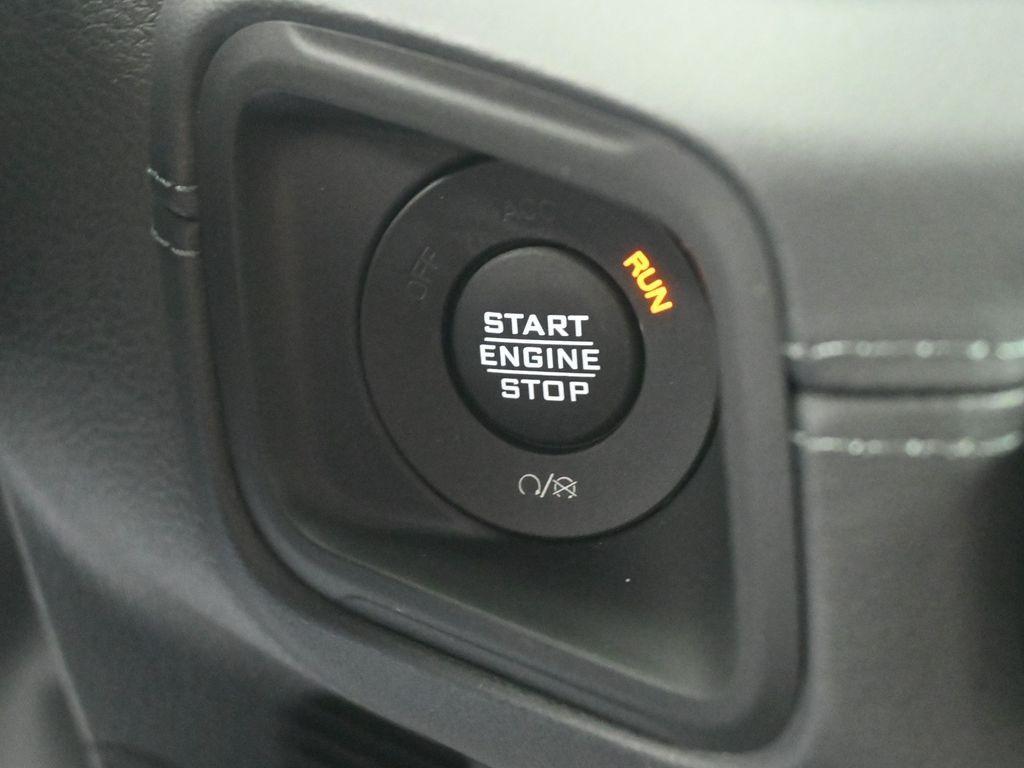 ACC
OFF
RUN
START
ENGINE
STOP